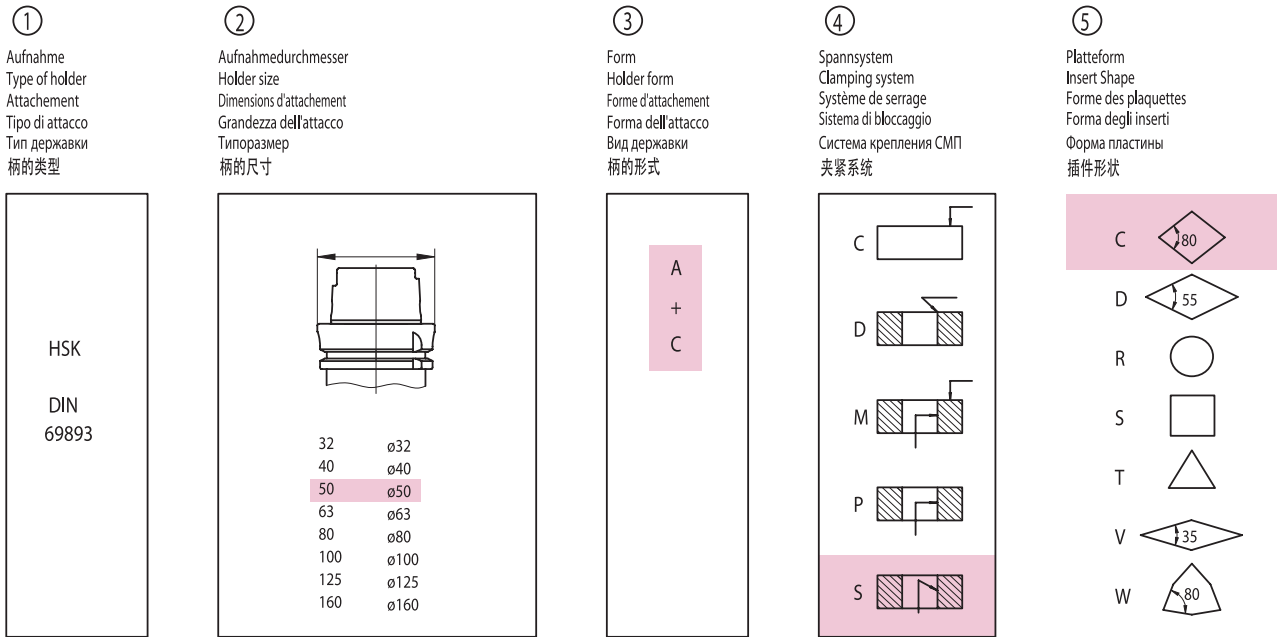 ①
Aufnahme
Type of holder
Attachement
Tipo di attacco
Тип державки
柄的类型
HSK
DIN
69893
②
Aufnahmedurchmesser
Holder size
Dimensions d'attachement
Grandezza dell'attacco
Типоразмер
柄的尺寸
32 ø32
40 ø40
50 ø50
63 ø63
80 ø80
100 ø100
125 ø125
160 ø160
③
Form
Holder form
Forme d'attachement
Forma dell'attacco
Вид державки
柄的形式
A
+
C
④
Spannsystem
Clamping system
Système de serrage
Sistema di bloccaggio
Система крепления СМП
夹紧系统
C
D
M
P
S
⑤
Platteform
Insert Shape
Forme des plaquettes
Forma degli inserti
Форма пластины
插件形状
C 80
D 55
R
S
T
V 35
W 80